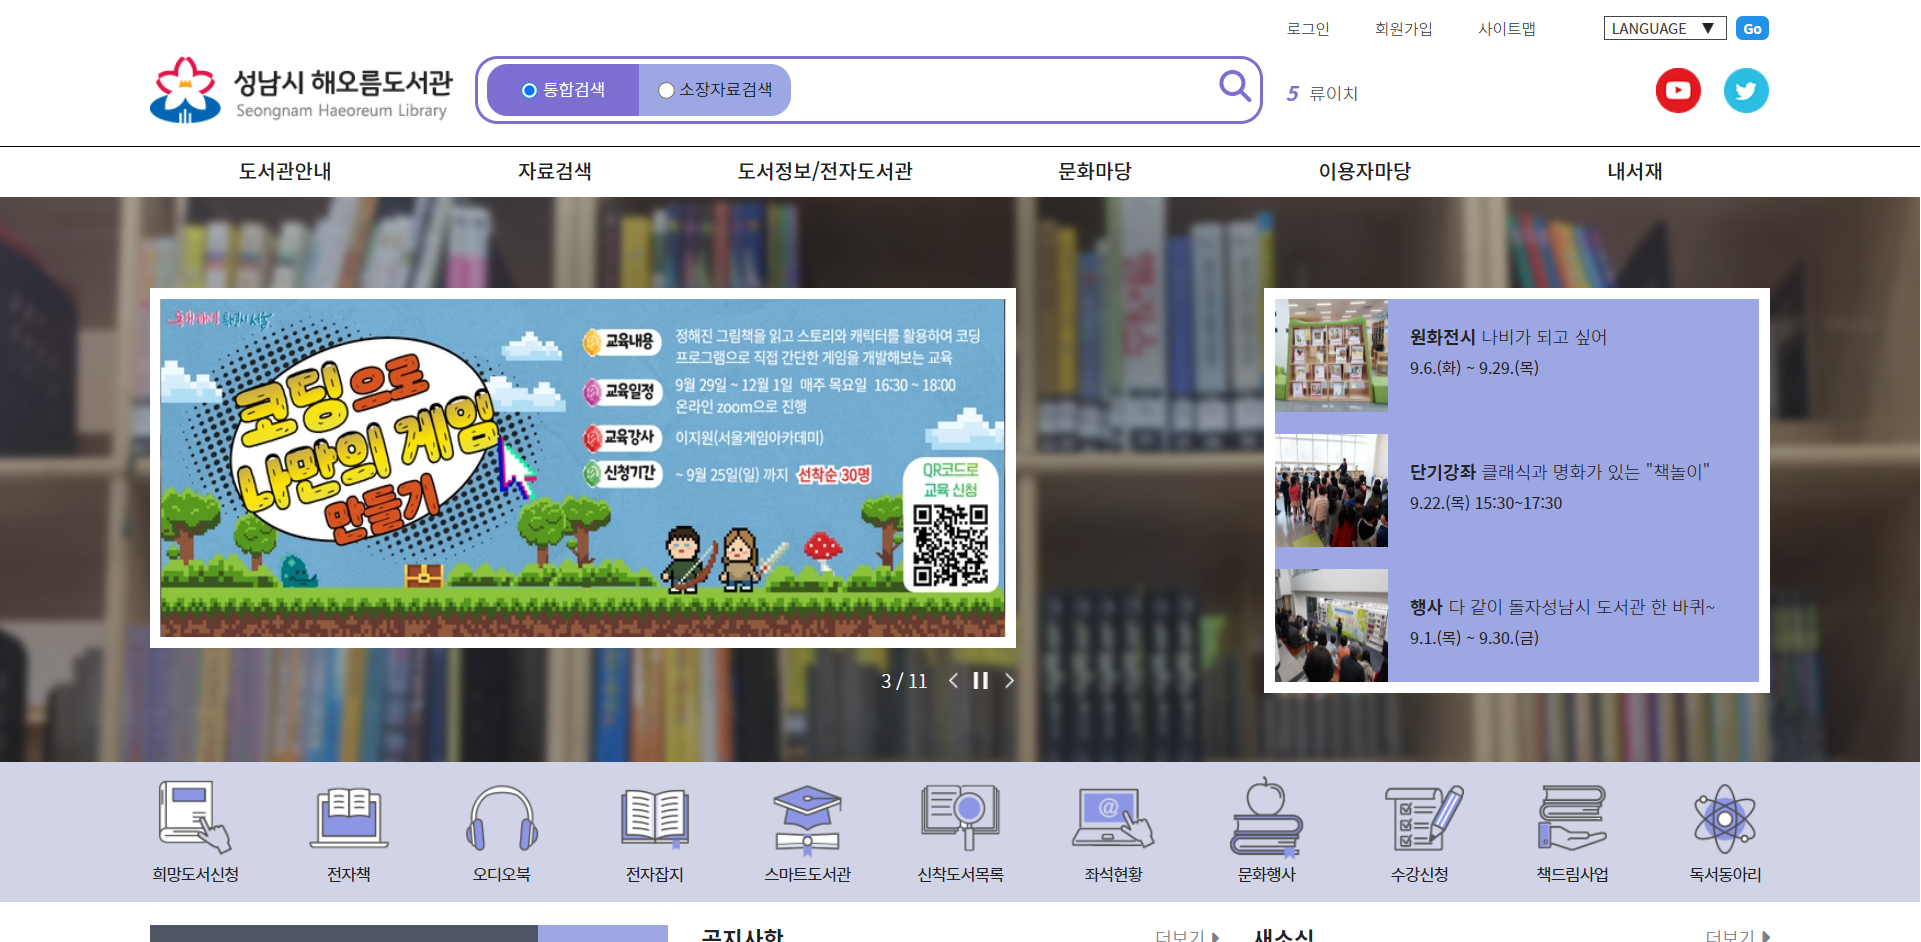 로그인 회원가입 사이트맵 LANGUAGE ▼ Go
성남시 해오름도서관
Seongnam Haeoreum Library
통합검색 소장자료검색
5 류이치
도서관안내 자료검색 도서정보/전자도서관 문화마당 이용자마당 내서재
코딩으로
나만의 게임
만들기
교육내용 정해진 그림책을 읽고 스토리와 캐릭터를 활용하여 코딩
프로그램으로 직접 간단한 게임을 개발해보는 교육
교육일정 9월 29일 ~ 12월 1일 매주 목요일 16:30 ~ 18:00
온라인 zoom으로 진행
교육강사 이지원(서울게임아카데미)
신청기간 ~ 9월 25일(일) 까지 선착순 30명
QR코드로
교육 신청
3 / 11
원화전시 나비가 되고 싶어
9.6.(화) ~ 9.29.(목)
단기강좌 클래식과 명화가 있는 "책놀이"
9.22.(목) 15:30~17:30
행사 다 같이 돌자성남시 도서관 한 바퀴~
9.1.(목) ~ 9.30.(금)
희망도서신청 전자책 오디오북 전자잡지 스마트도서관 신착도서목록 좌석현황 문화행사 수강신청 책드림사업 독서동아리
공지사항 더보기 새소식 더보기